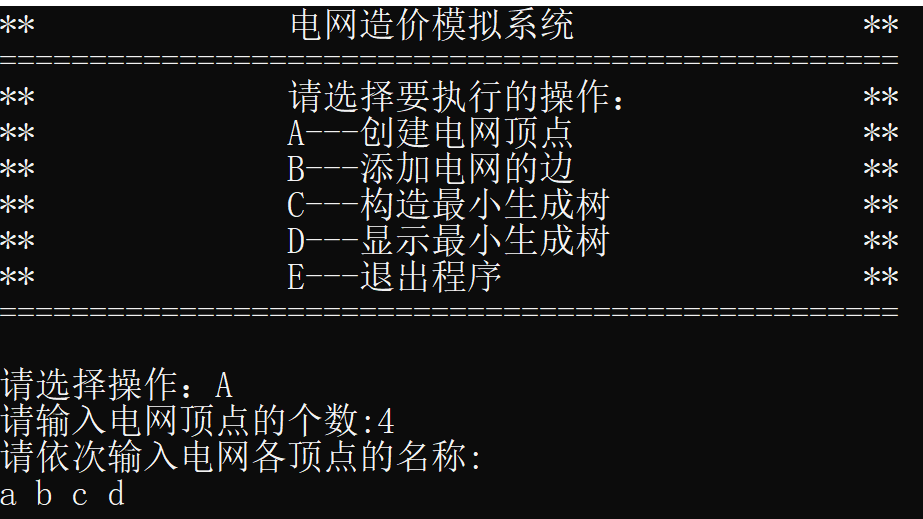 **              电网造价模拟系统                **
==================================================
**              请选择要执行的操作：            **
**              A---创建电网顶点                **
**              B---添加电网的边                **
**              C---构造最小生成树              **
**              D---显示最小生成树              **
**              E---退出程序                    **
==================================================
请选择操作：A
请输入电网顶点的个数:4
请依次输入电网各顶点的名称:
a b c d